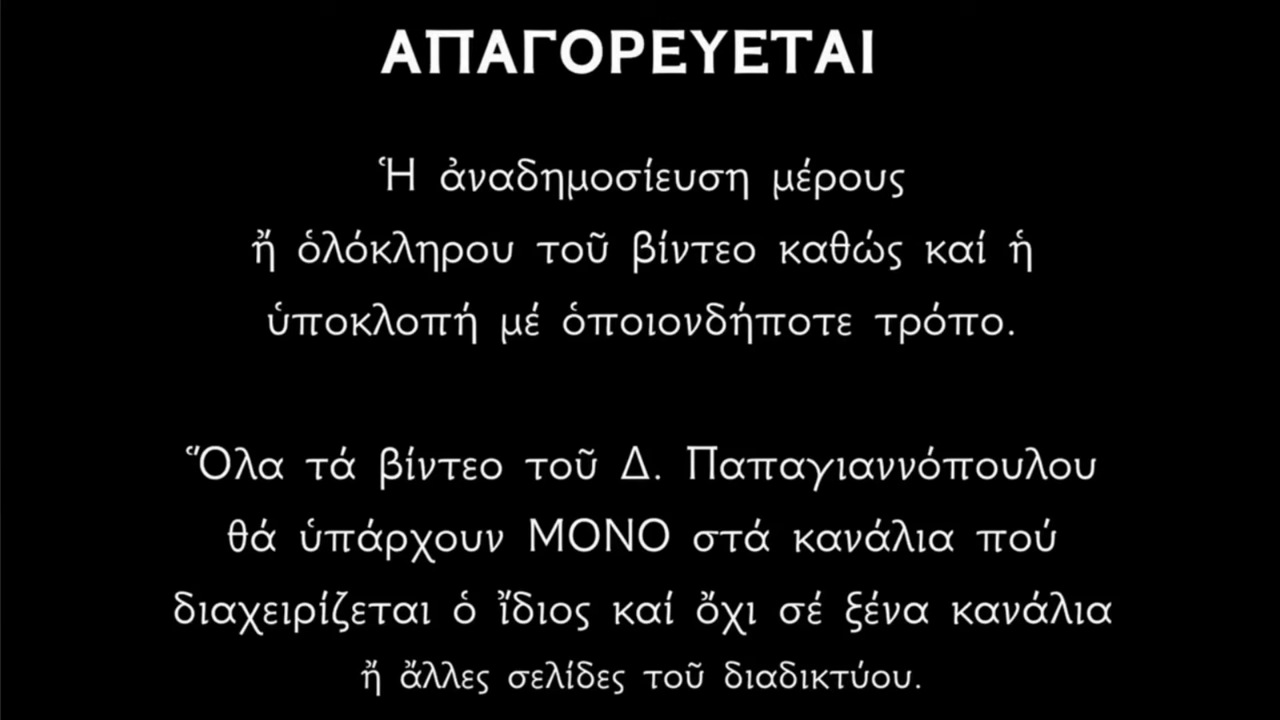 ΑΠΑΓΟΡΕΥΕΤΑΙ
Ἡ ἀναδημοσίευση μέρους
ἤ ὁλόκληρου τοῦ βίντεο καθώς καί ἡ
ὑποκλοπή μέ ὁποιονδήποτε τρόπο.
Ὅλα τά βίντεο τοῦ Δ. Παπαγιαννόπουλου
θά ὑπάρχουν ΜΟΝΟ στά κανάλια πού
διαχειρίζεται ὁ ἴδιος καί ὄχι σέ ξένα κανάλια
ἤ ἄλλες σελίδες τοῦ διαδικτύου.